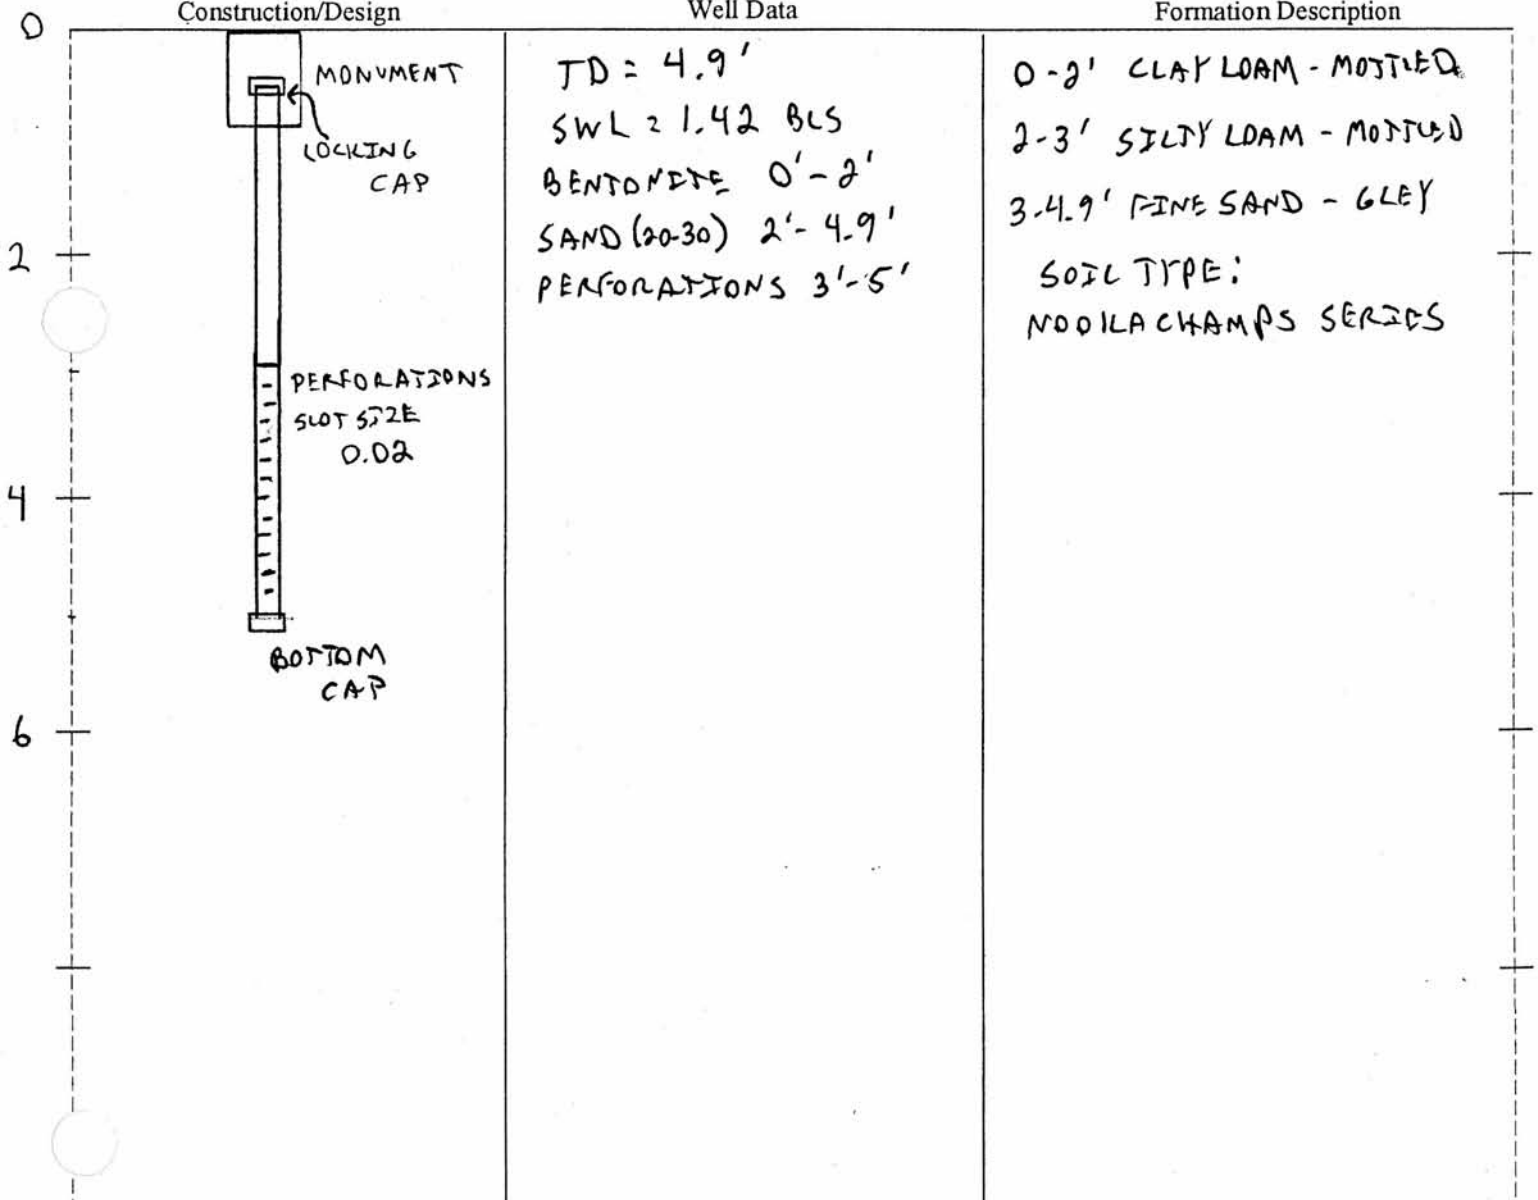 Construction/Design
Well Data
Formation Description
0
2
4
6
MONUMENT
LOCKING
CAP
PERFORATIONS
SLOT SIZE
0.02
BOTTOM
CAP
TD = 4.9'
SWL = 1.42 BLS
BENTONITE 0'-2'
SAND (20-30) 2'-4.9'
PERFORATIONS 3'-5'
0-2' CLAY LOAM - MOTTLED
2-3' SILTY LOAM - MOTTLED
3-4.9' FINE SAND - GLEY
SOIL TYPE:
NOOKACHAMPS SERIES